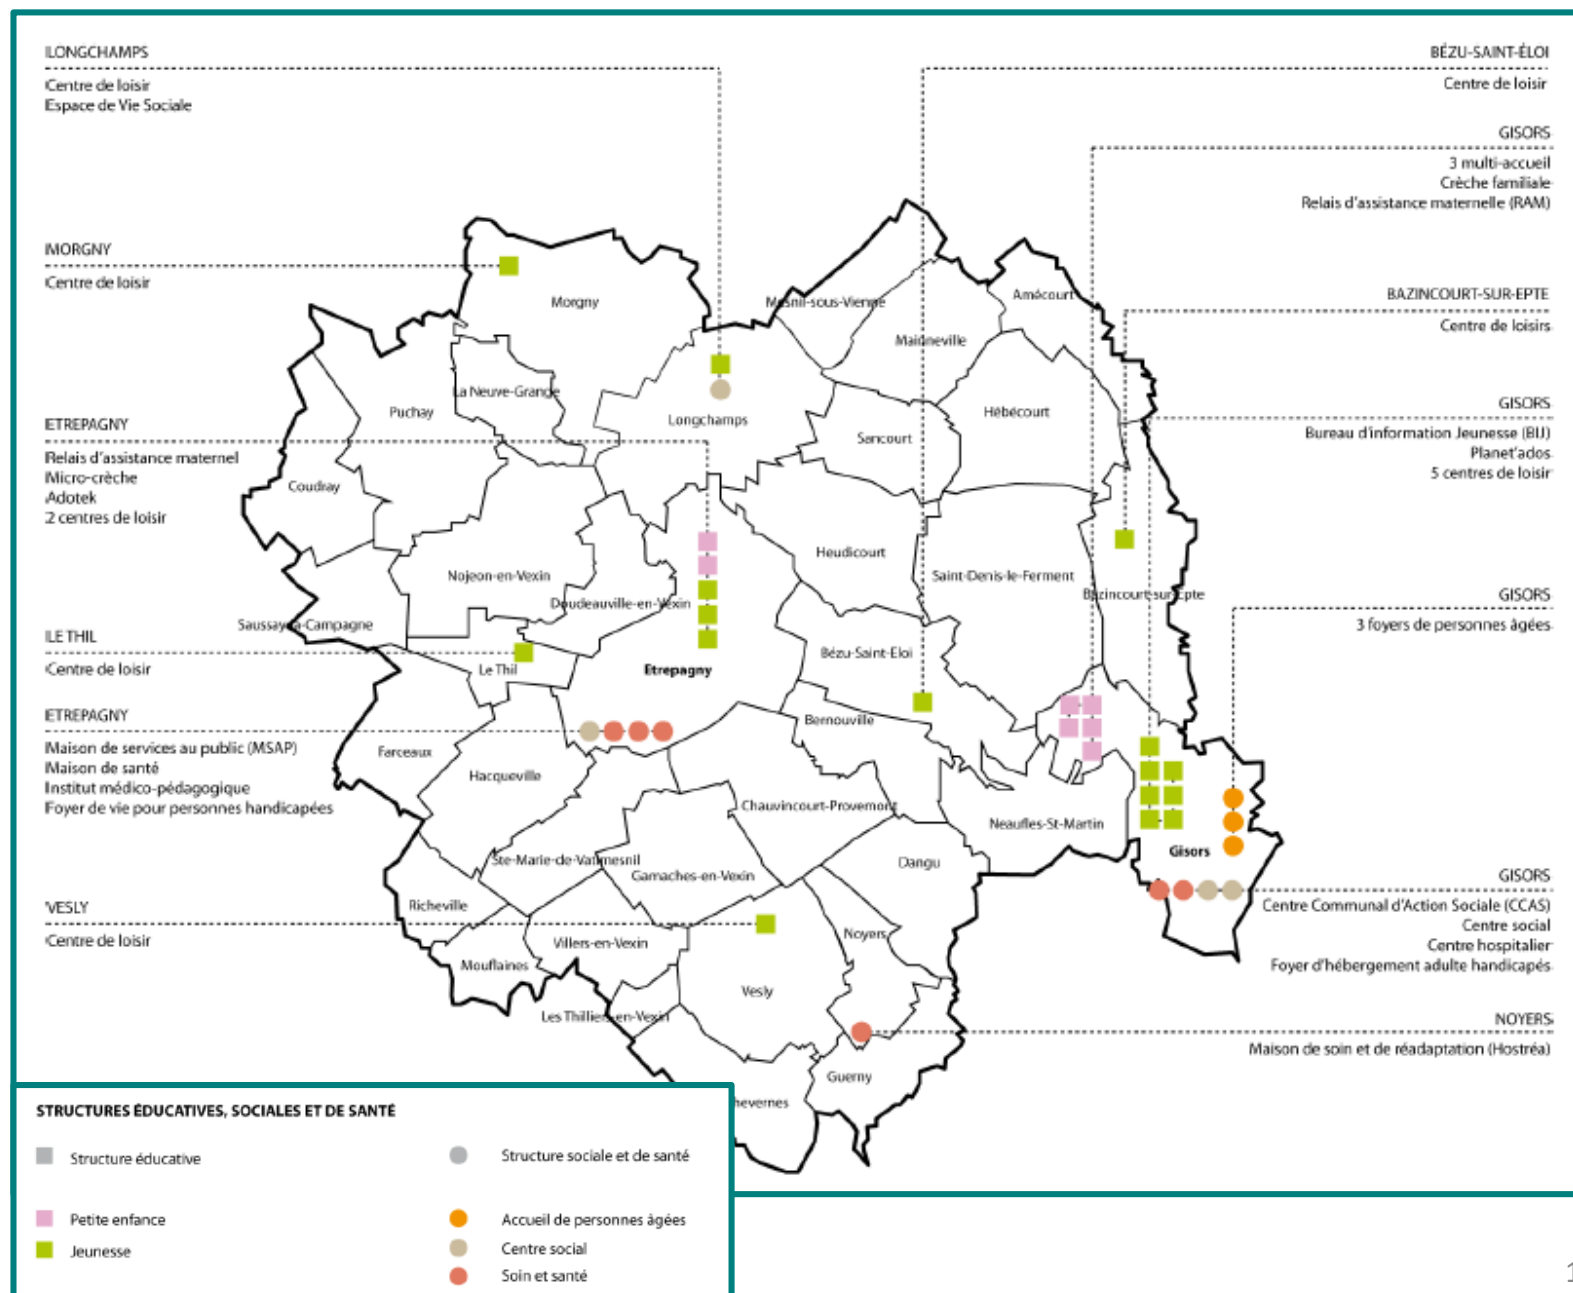 LONGCHAMPS
Centre de loisir
Espace de Vie Sociale
MORGNY
Centre de loisir
ETREPAGNY
Relais d'assistance maternel
Micro-crèche
Adotek
2 centres de loisir
LE THIL
Centre de loisir
ETREPAGNY
Maison de services au public (MSAP)
Maison de santé
Institut médico-pédagogique
Foyer de vie pour personnes handicapées
VESLY
Centre de loisir
BÉZU-SAINT-ÉLOI
Centre de loisir
GISORS
3 multi-accueil
Crèche familiale
Relais d'assistance maternelle (RAM)
BAZINCOURT-SUR-EPTE
Centre de loisirs
GISORS
Bureau d'information Jeunesse (BIJ)
Planet'ados
5 centres de loisir
GISORS
3 foyers de personnes âgées
GISORS
Centre Communal d'Action Sociale (CCAS)
Centre social
Centre hospitalier
Foyer d'hébergement adulte handicapés
NOYERS
Maison de soin et de réadaptation (Hostréa)
Morgny
Mesnil-sous-Vienne
Amécourt
Mainneville
La Neuve-Grange
Puchay
Longchamps
Hébécourt
Sancourt
Coudray
Heudicourt
Nojeon-en-Vexin
Saint-Denis-le-Ferment
Doudeauville-en-Vexin
Bazincourt-sur-Epte
Saussay-la-Campagne
Le Thil
Etrepagny
Bézu-Saint-Eloi
Bernouville
Farceaux
Hacqueville
Chauvincourt-Provemont
Neaufles-St-Martin
Gisors
Ste-Marie-de-Vatimesnil
Gamaches-en-Vexin
Dangu
Richeville
Villers-en-Vexin
Noyers
Mouflaines
Vesly
Les Thilliers-en-Vexin
Guerny
hevernes
STRUCTURES ÉDUCATIVES, SOCIALES ET DE SANTÉ
Structure éducative
Petite enfance
Jeunesse
Structure sociale et de santé
Accueil de personnes âgées
Centre social
Soin et santé
1